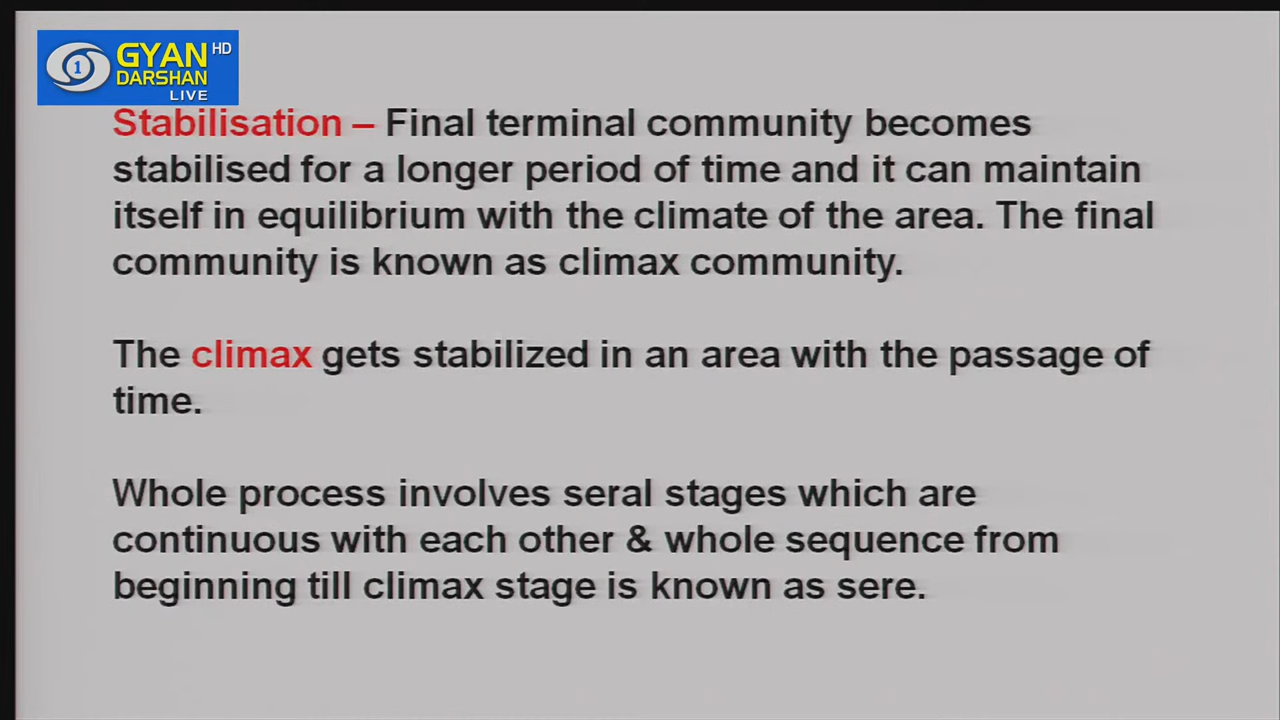 GYAN HD
DARSHAN
LIVE
1
Stabilisation – Final terminal community becomes
stabilised for a longer period of time and it can maintain
itself in equilibrium with the climate of the area. The final
community is known as climax community.
The climax gets stabilized in an area with the passage of
time.
Whole process involves seral stages which are
continuous with each other & whole sequence from
beginning till climax stage is known as sere.